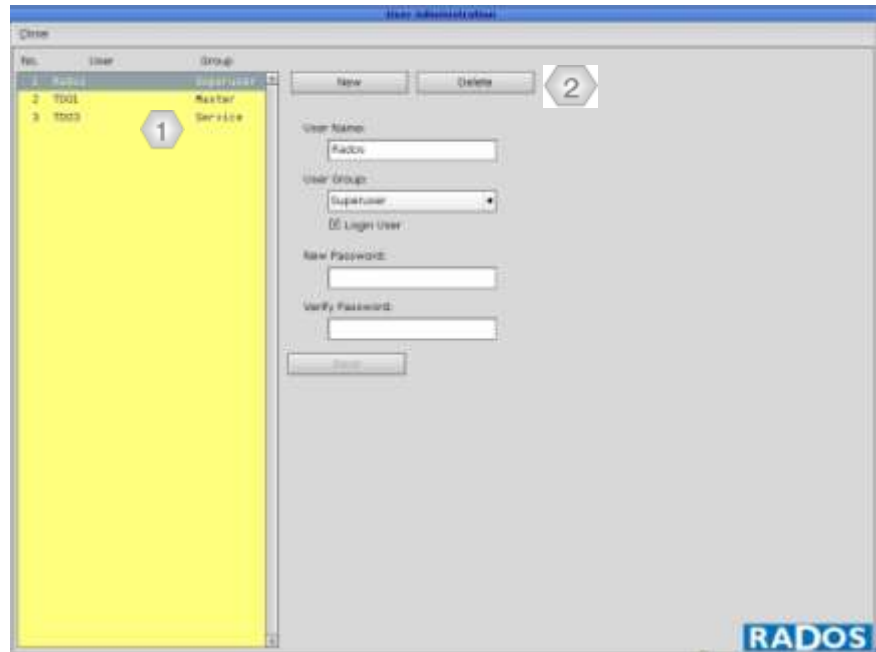 User Administration
Close
No. User Group
1 Rados Superuser
2 TDO1 Master
3 Service
1
New Delete
2
User Name:
Rados
User Group:
Superuser
Login User
New Password:
Verify Password:
RADOS